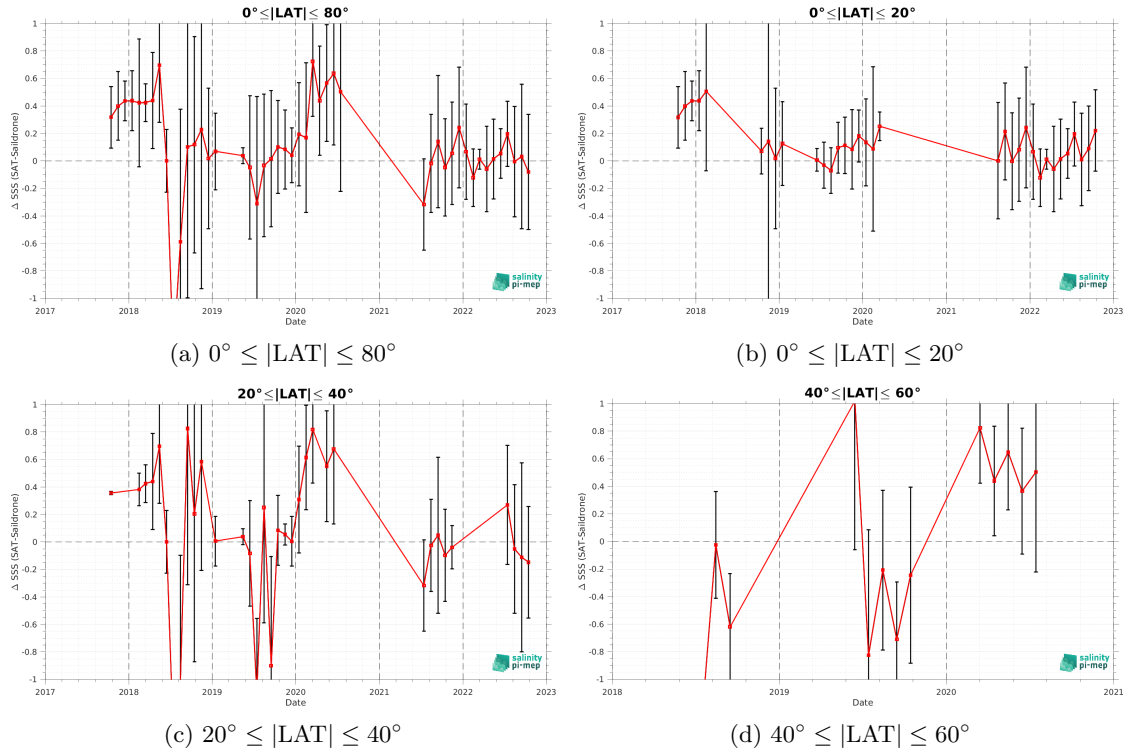 0°≤|LAT|≤ 80°
Δ SSS (SAT-Saildrone)
1
0.8
0.6
0.4
0.2
0
-0.2
-0.4
-0.6
-0.8
-1
2017 2018 2019 2020 2021 2022 2023
Date
salinity
pi-mep
(a) 0° ≤ |LAT| ≤ 80°
0°≤|LAT|≤ 20°
Δ SSS (SAT-Saildrone)
1
0.8
0.6
0.4
0.2
0
-0.2
-0.4
-0.6
-0.8
-1
2017 2018 2019 2020 2021 2022 2023
Date
salinity
pi-mep
(b) 0° ≤ |LAT| ≤ 20°
20°≤|LAT|≤ 40°
Δ SSS (SAT-Saildrone)
1
0.8
0.6
0.4
0.2
0
-0.2
-0.4
-0.6
-0.8
-1
2017 2018 2019 2020 2021 2022 2023
Date
salinity
pi-mep
(c) 20° ≤ |LAT| ≤ 40°
40°≤|LAT|≤ 60°
Δ SSS (SAT-Saildrone)
1
0.8
0.6
0.4
0.2
0
-0.2
-0.4
-0.6
-0.8
-1
2018 2019 2020 2021
Date
salinity
pi-mep
(d) 40° ≤ |LAT| ≤ 60°